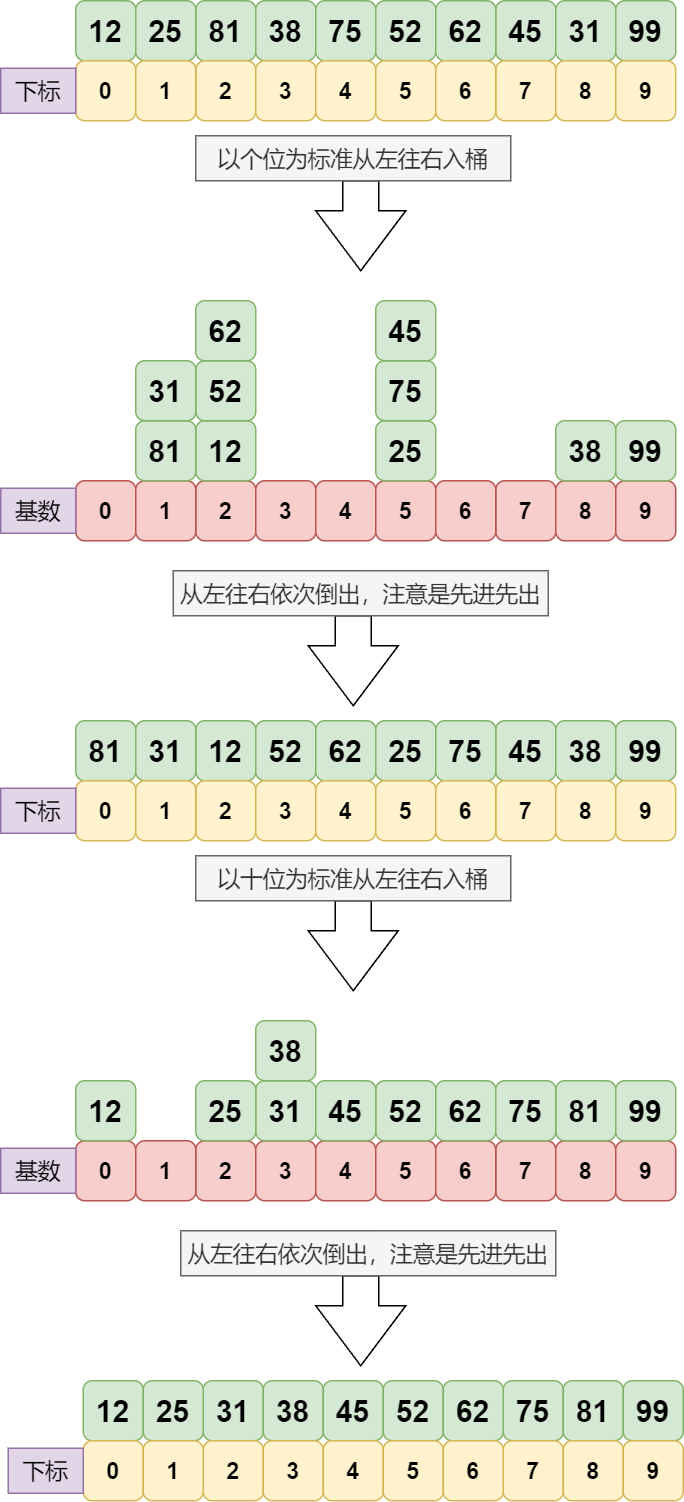 12 25 81 38 75 52 62 45 31 99
下标 0 1 2 3 4 5 6 7 8 9
以个位为标准从左往右入桶
62 45
31 52 75
81 12 25 38 99
基数 0 1 2 3 4 5 6 7 8 9
从左往右依次倒出，注意是先进先出
81 31 12 52 62 25 75 45 38 99
下标 0 1 2 3 4 5 6 7 8 9
以十位为标准从左往右入桶
38
12 25 31 45 52 62 75 81 99
基数 0 1 2 3 4 5 6 7 8 9
从左往右依次倒出，注意是先进先出
12 25 31 38 45 52 62 75 81 99
下标 0 1 2 3 4 5 6 7 8 9